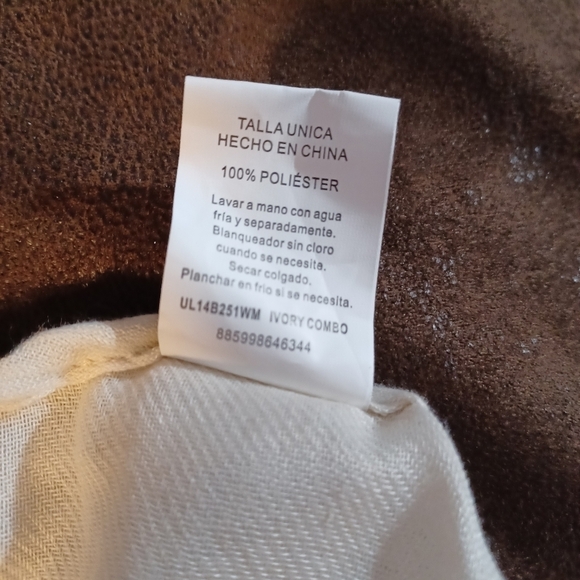 TALLA UNICA
HECHO EN CHINA
100% POLIÉSTER
Lavar a mano con agua
fría y separadamente.
Blanqueador sin cloro
cuando se necesita.
Secar colgado.
Planchar en frio si se necesita.
UL14B251WM IVORY COMBO
885998646344